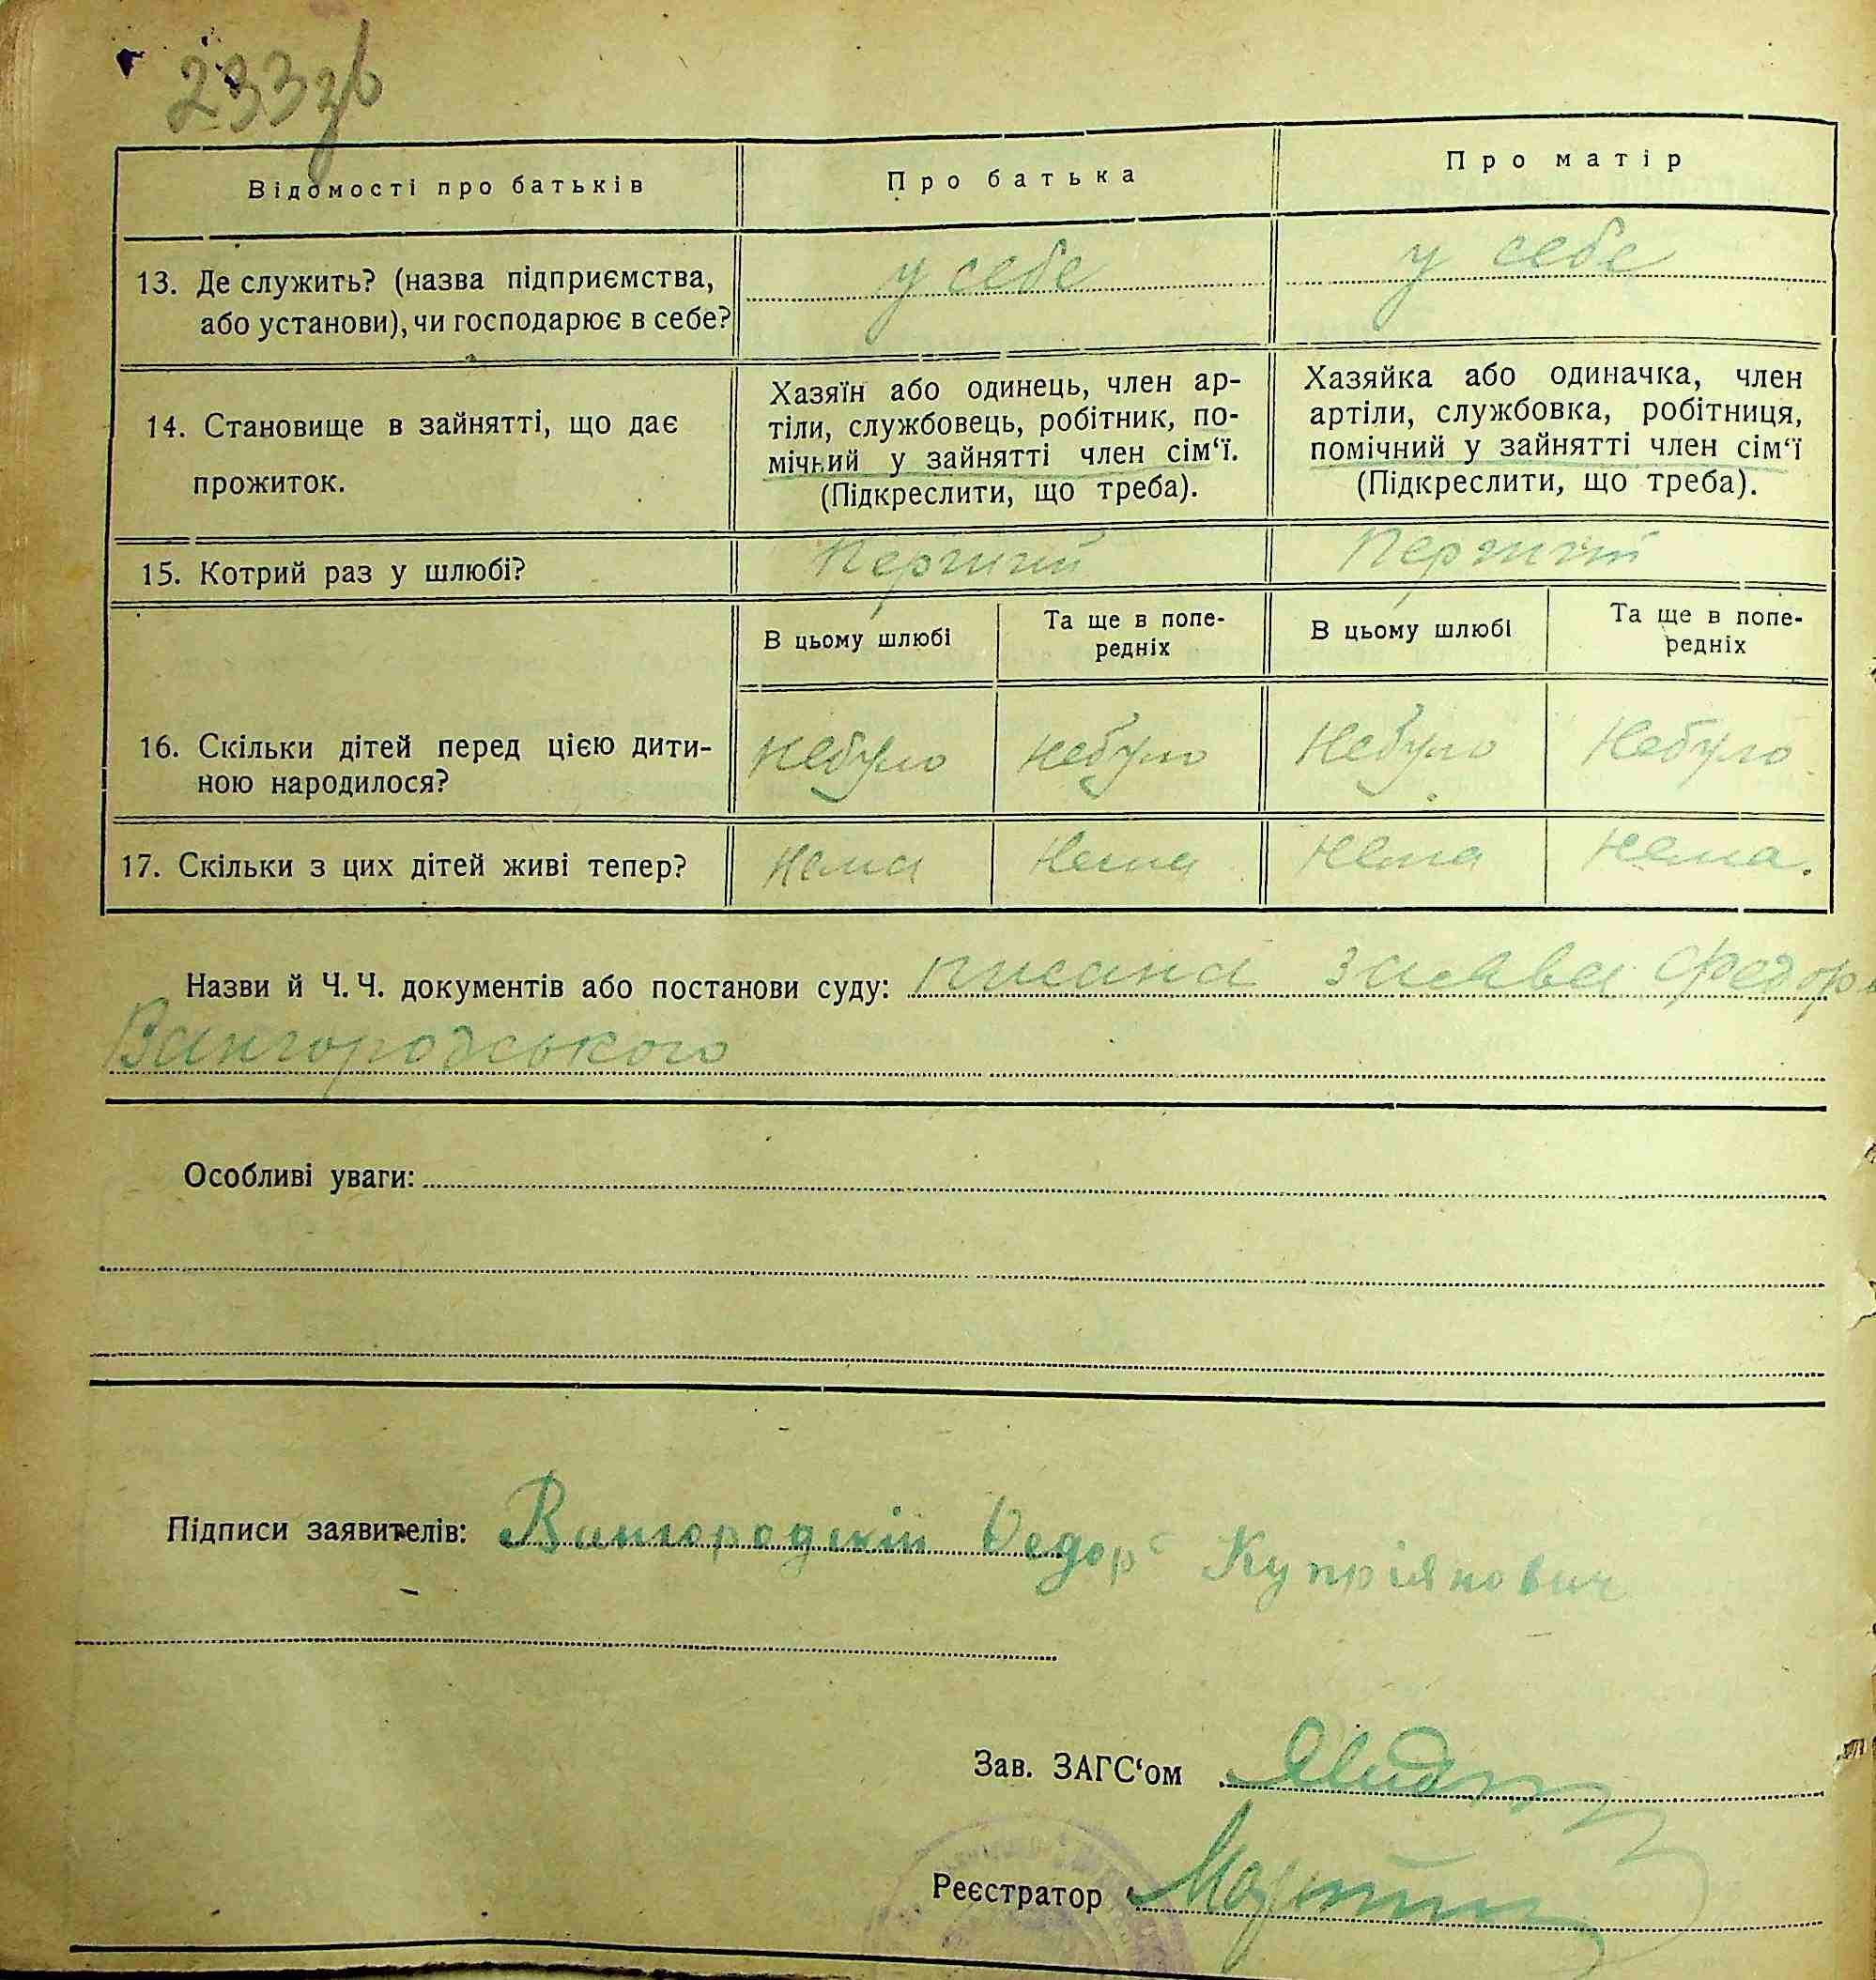 233 зв
Відомості про батьків
Про батька
Про матір
13. Де служить? (назва підприємства,
або установи), чи господарює в себе?
у себе
у себе
14. Становище в зайнятті, що дає
прожиток.
Хазяїн або одинець, член ар-
тіли, службовець, робітник, по-
мічний у зайнятті член сім‘ї.
(Підкреслити, що треба).
Хазяйка або одиначка, член
артіли, службовка, робітниця,
помічний у зайнятті член сім‘ї
(Підкреслити, що треба).
15. Котрий раз у шлюбі?
Перший
Перший
В цьому шлюбі
Та ще в попе-
редніх
В цьому шлюбі
Та ще в попе-
редніх
16. Скільки дітей перед цією дити-
ною народилося?
Небуло
Небуло
Небуло
Небуло
17. Скільки з цих дітей живі тепер?
Нема
Нема
Нема
Нема.
Назви й Ч. Ч. документів або постанови суду: писана заява Федора
Вангородського
Особливі уваги:
Підписи заявителів: Вангородскій Федор Купріянович
Зав. ЗАГС‘ом
Реєстратор